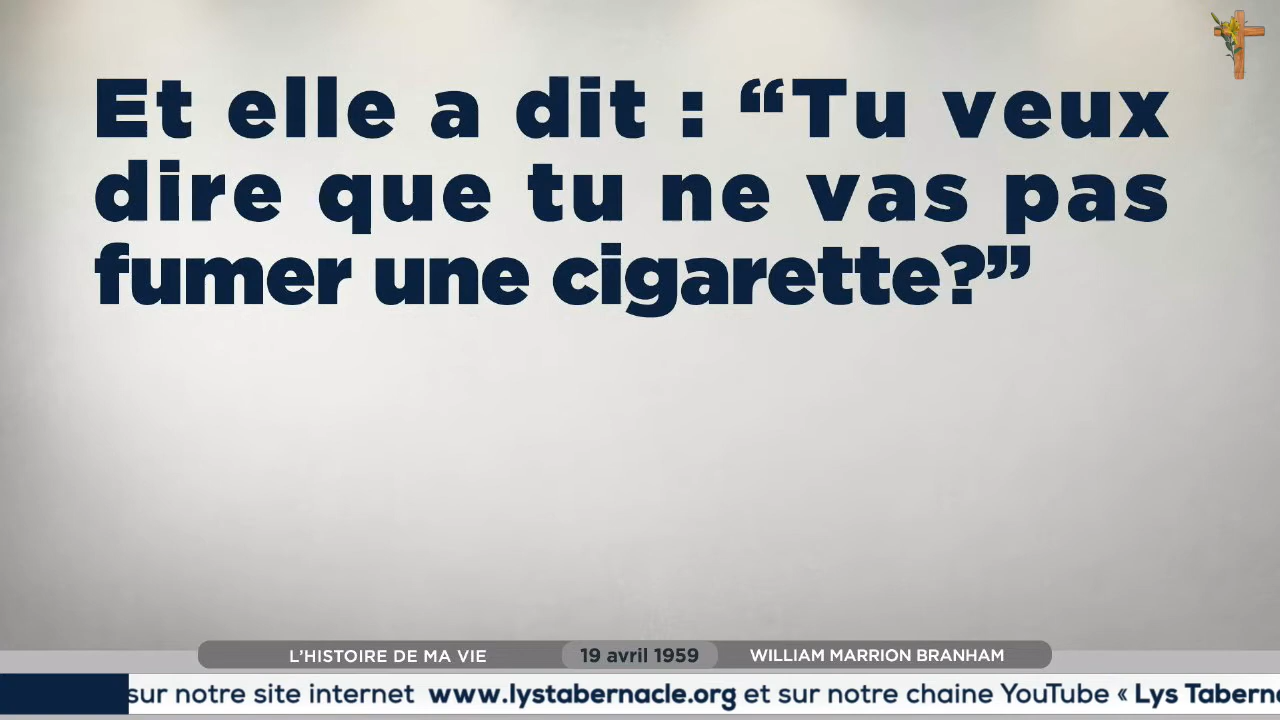 Et elle a dit : “Tu veux
dire que tu ne vas pas
fumer une cigarette?”
L’HISTOIRE DE MA VIE 19 avril 1959 WILLIAM MARRION BRANHAM
sur notre site internet www.lystabernacle.org et sur notre chaine YouTube « Lys